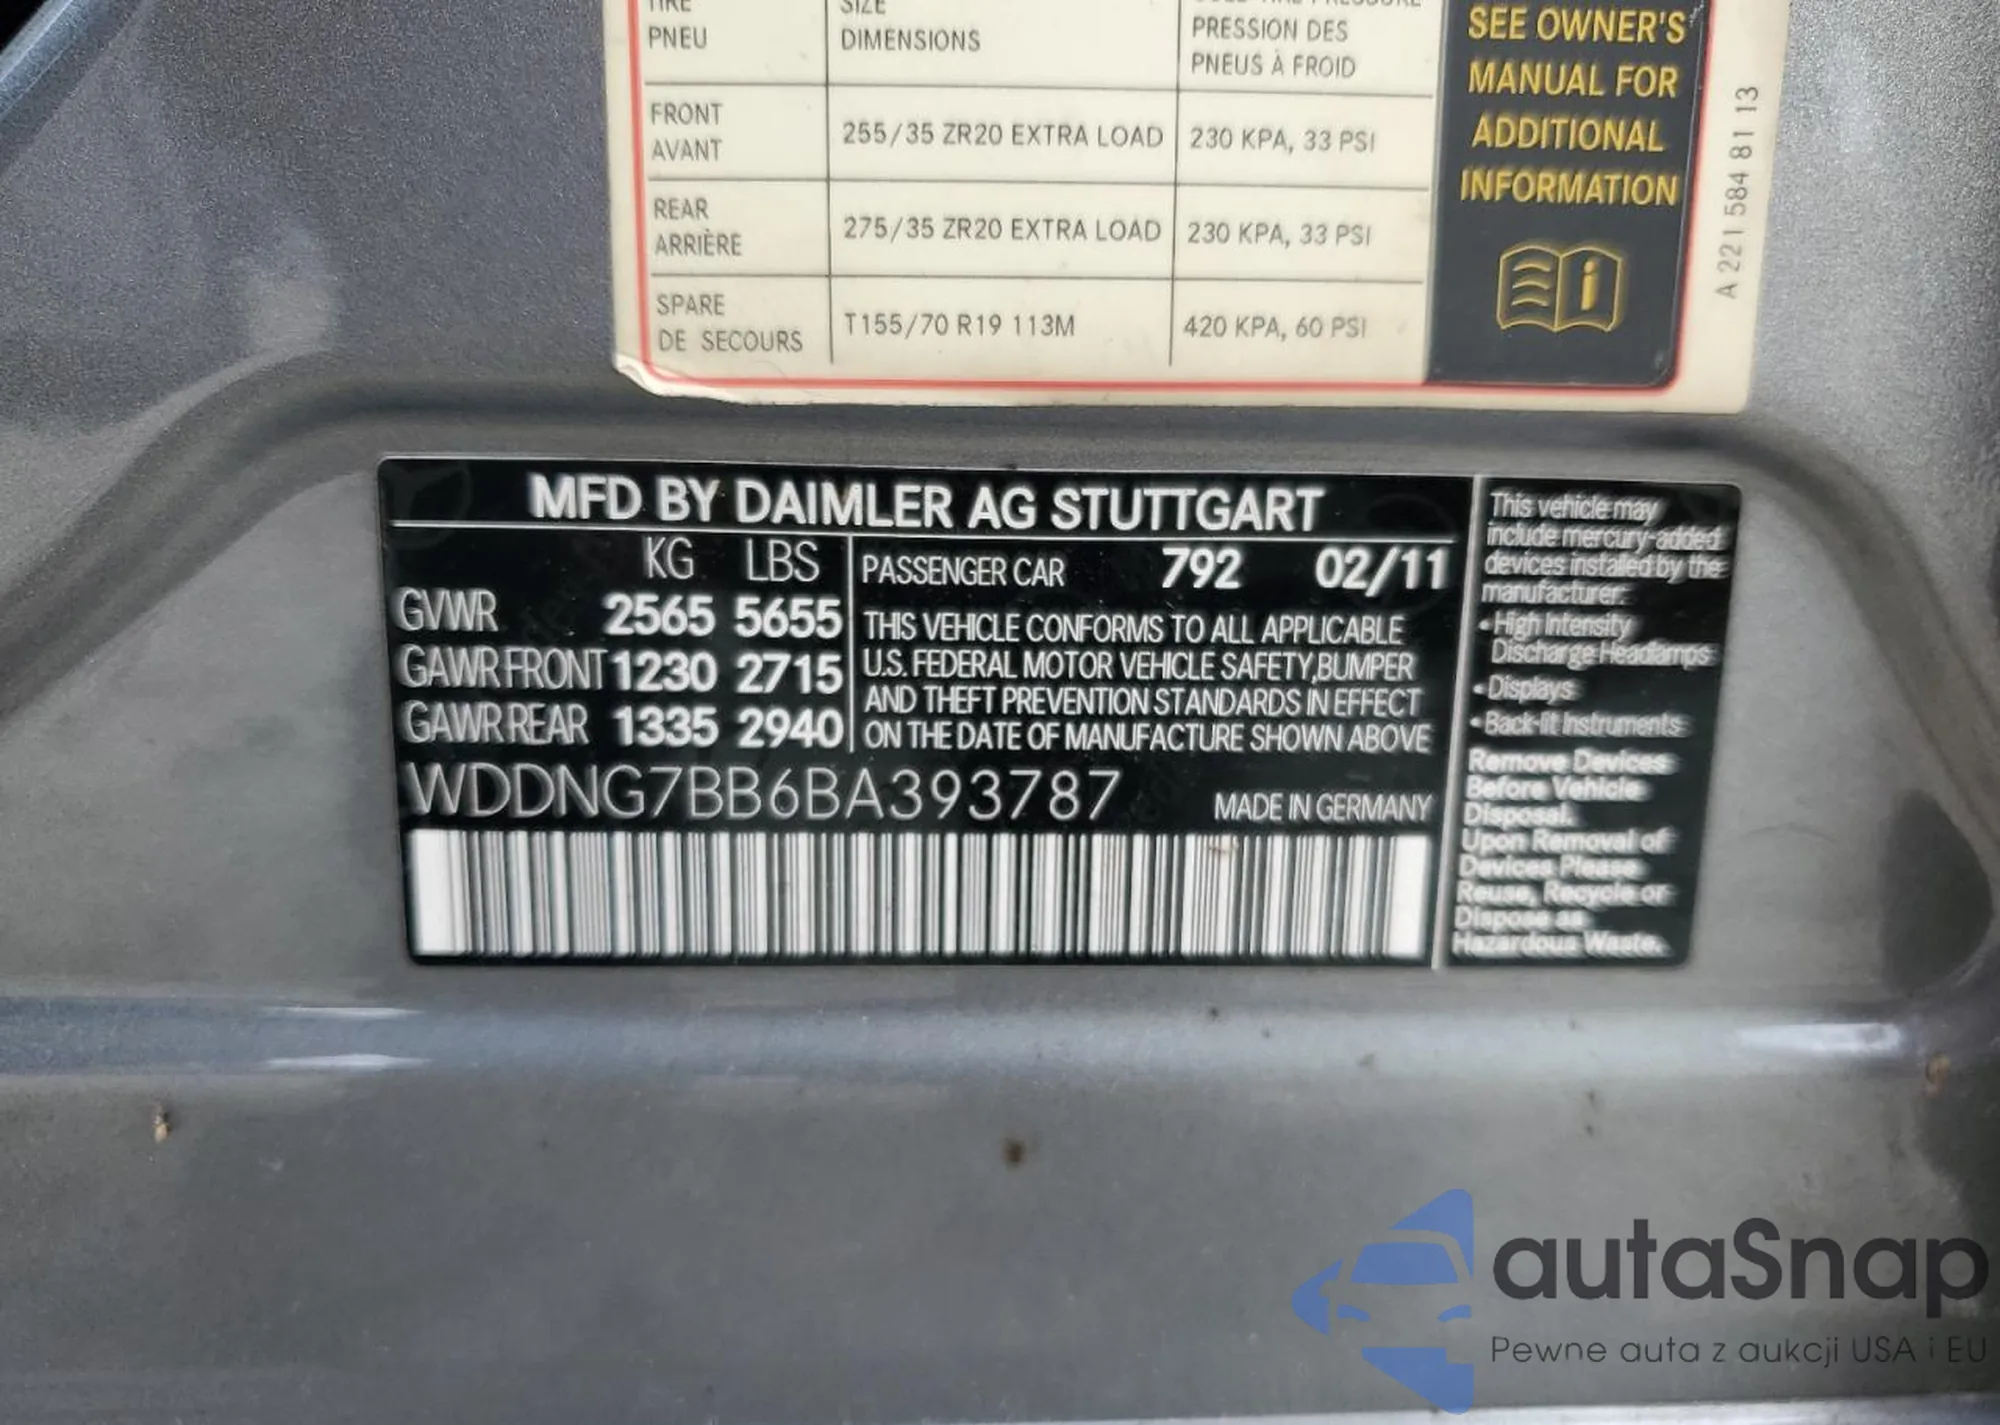 TIRE
PNEU
SIZE
DIMENSIONS
COLD TIRE PRESSURE
PRESSION DES
PNEUS À FROID
FRONT
AVANT
255/35 ZR20 EXTRA LOAD
230 KPA, 33 PSI
REAR
ARRIÈRE
275/35 ZR20 EXTRA LOAD
230 KPA, 33 PSI
SPARE
DE SECOURS
T155/70 R19 113M
420 KPA, 60 PSI
SEE OWNER'S
MANUAL FOR
ADDITIONAL
INFORMATION
i
A 221 584 81 13
MFD BY DAIMLER AG STUTTGART
KG LBS
GVWR 2565 5655
GAWR FRONT 1230 2715
GAWR REAR 1335 2940
PASSENGER CAR 792 02/11
THIS VEHICLE CONFORMS TO ALL APPLICABLE
U.S. FEDERAL MOTOR VEHICLE SAFETY,BUMPER
AND THEFT PREVENTION STANDARDS IN EFFECT
ON THE DATE OF MANUFACTURE SHOWN ABOVE
WDDNG7BB6BA393787
MADE IN GERMANY
This vehicle may
include mercury-added
devices installed by the
manufacturer:
•High Intensity
Discharge Headlamps
•Displays
•Back-lit Instruments
Remove Devices
Before Vehicle
Disposal.
Upon Removal of
Devices Please
Reuse, Recycle or
Dispose as
Hazardous Waste.
autaSnap
Pewne auta z aukcji USA i EU